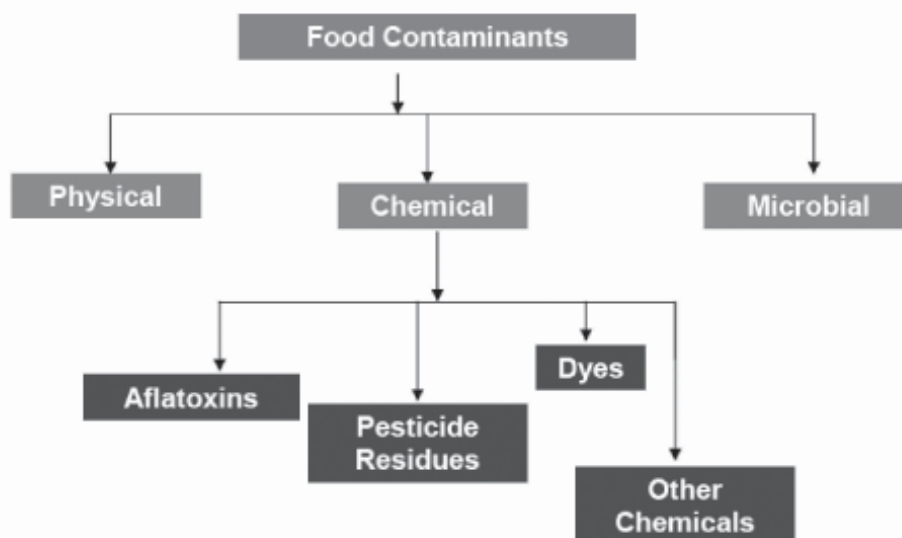 Food Contaminants
Physical
Chemical
Microbial
Aflatoxins
Pesticide
Residues
Dyes
Other
Chemicals